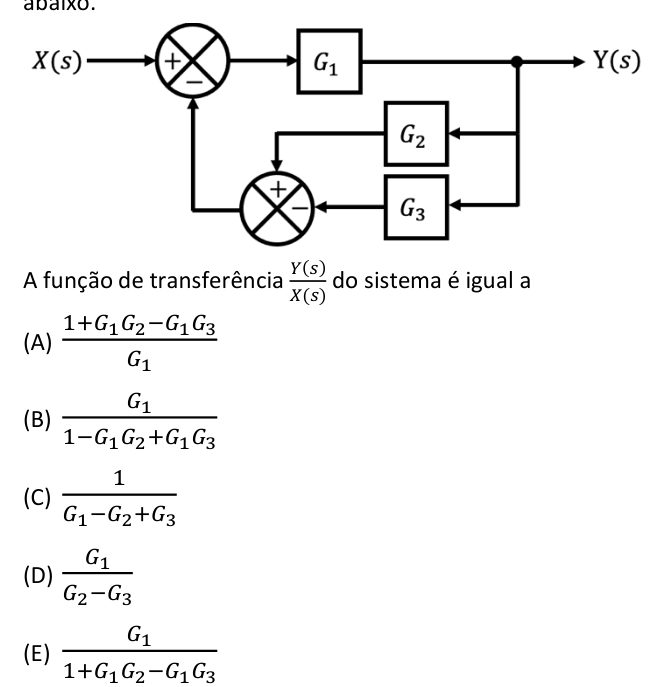 abaixo.
X(s) + − G₁ Y(s)
G₂
+ − G₃
A função de transferência Y(s)/X(s) do sistema é igual a
(A) (1+G₁G₂−G₁G₃)/G₁
(B) G₁/(1−G₁G₂+G₁G₃)
(C) 1/(G₁−G₂+G₃)
(D) G₁/(G₂−G₃)
(E) G₁/(1+G₁G₂−G₁G₃)